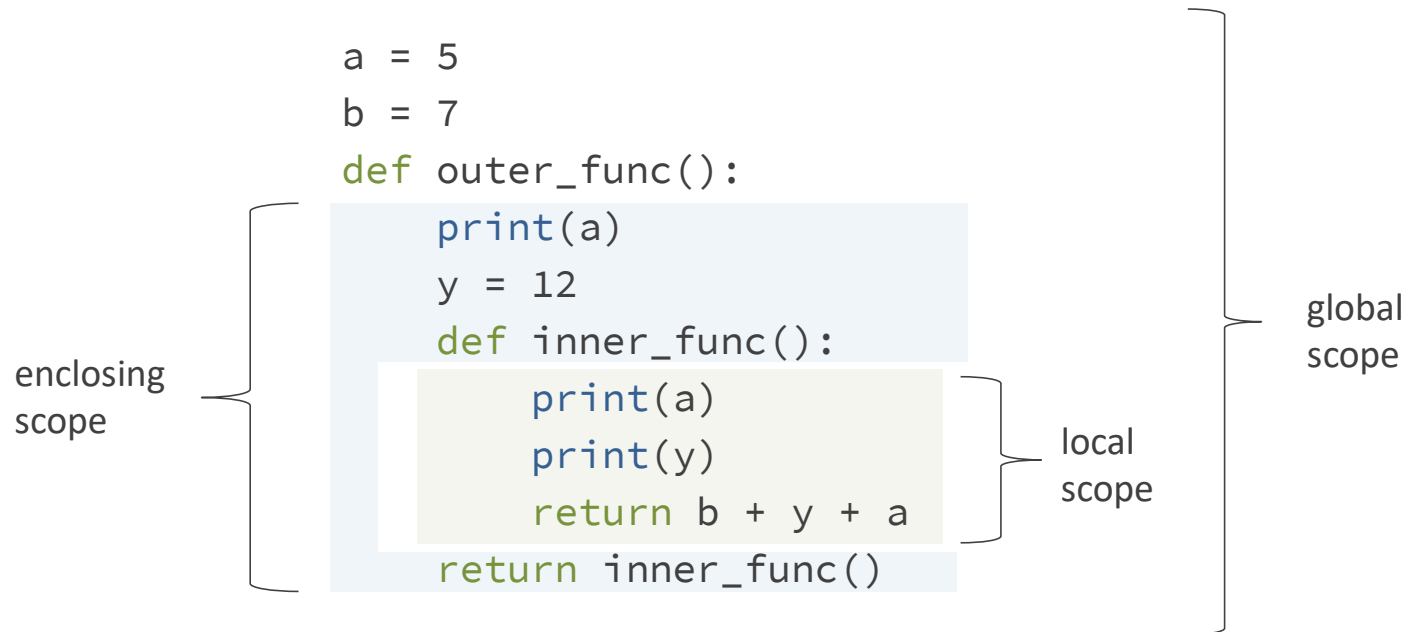 a = 5
b = 7
def outer_func():
    print(a)
    y = 12
    def inner_func():
        print(a)
        print(y)
        return b + y + a
    return inner_func()
enclosing
scope
local
scope
global
scope